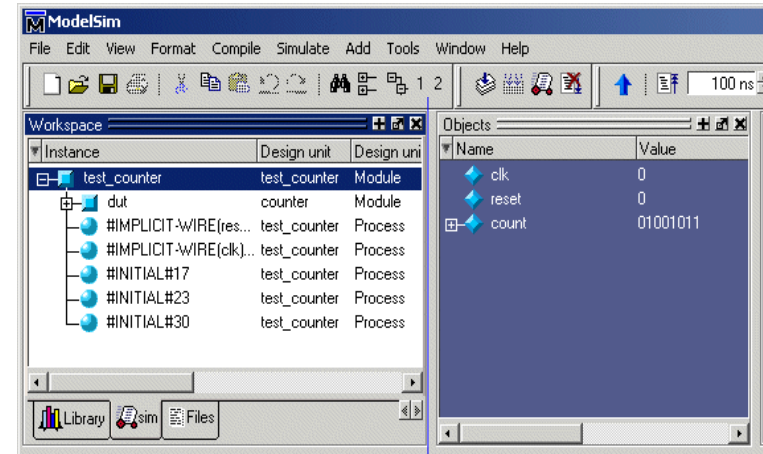 ModelSim
File Edit View Format Compile Simulate Add Tools Window Help
1 2 100 ns
Workspace
Instance Design unit Design uni
test_counter test_counter Module
dut counter Module
#IMPLICIT-WIRE(res... test_counter Process
#IMPLICIT-WIRE(clk)... test_counter Process
#INITIAL#17 test_counter Process
#INITIAL#23 test_counter Process
#INITIAL#30 test_counter Process
Library sim Files
Objects
Name Value
clk 0
reset 0
count 01001011